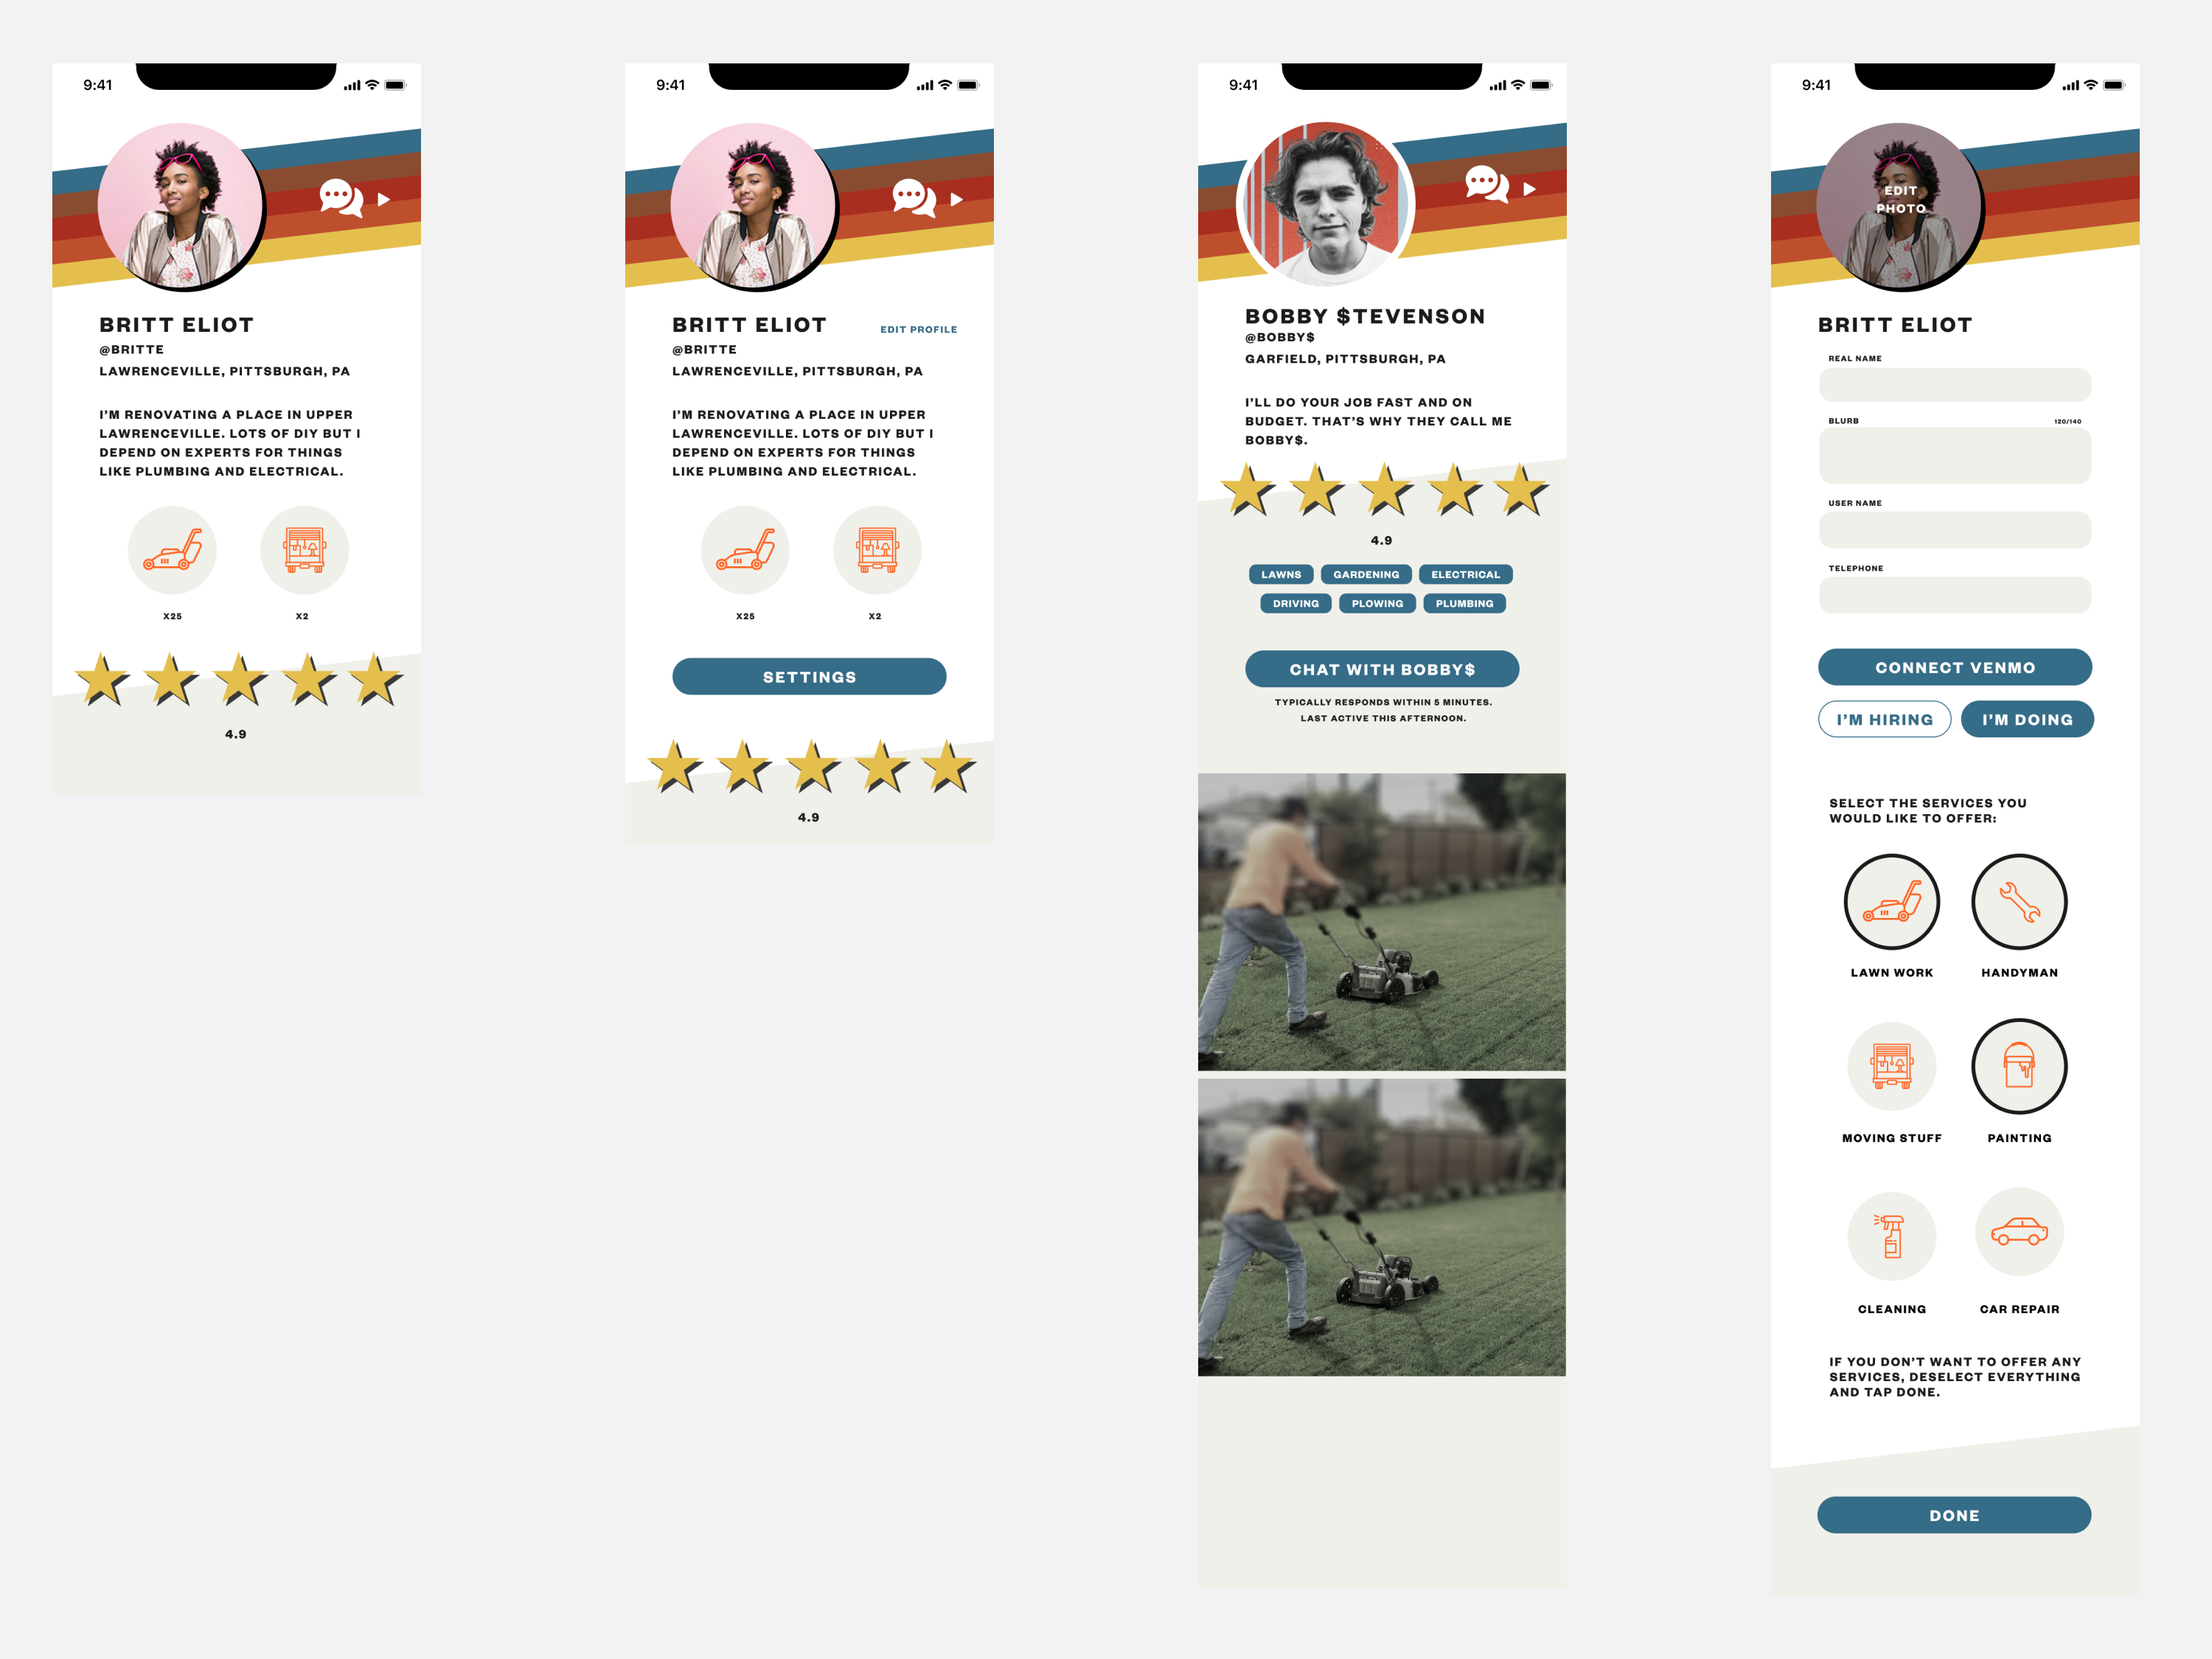 9:41
BRITT ELIOT
@BRITTE
LAWRENCEVILLE, PITTSBURGH, PA
I'M RENOVATING A PLACE IN UPPER
LAWRENCEVILLE. LOTS OF DIY BUT I
DEPEND ON EXPERTS FOR THINGS
LIKE PLUMBING AND ELECTRICAL.
X25
X2
4.9
9:41
BRITT ELIOT
EDIT PROFILE
@BRITTE
LAWRENCEVILLE, PITTSBURGH, PA
I'M RENOVATING A PLACE IN UPPER
LAWRENCEVILLE. LOTS OF DIY BUT I
DEPEND ON EXPERTS FOR THINGS
LIKE PLUMBING AND ELECTRICAL.
X25
X2
SETTINGS
4.9
9:41
BOBBY $TEVENSON
@BOBBY$
GARFIELD, PITTSBURGH, PA
I'LL DO YOUR JOB FAST AND ON
BUDGET. THAT'S WHY THEY CALL ME
BOBBY$.
4.9
LAWNS
GARDENING
ELECTRICAL
DRIVING
PLOWING
PLUMBING
CHAT WITH BOBBY$
TYPICALLY RESPONDS WITHIN 5 MINUTES.
LAST ACTIVE THIS AFTERNOON.
9:41
EDIT
PHOTO
BRITT ELIOT
REAL NAME
BLURB
120/140
USER NAME
TELEPHONE
CONNECT VENMO
I'M HIRING
I'M DOING
SELECT THE SERVICES YOU
WOULD LIKE TO OFFER:
LAWN WORK
HANDYMAN
MOVING STUFF
PAINTING
CLEANING
CAR REPAIR
IF YOU DON'T WANT TO OFFER ANY
SERVICES, DESELECT EVERYTHING
AND TAP DONE.
DONE